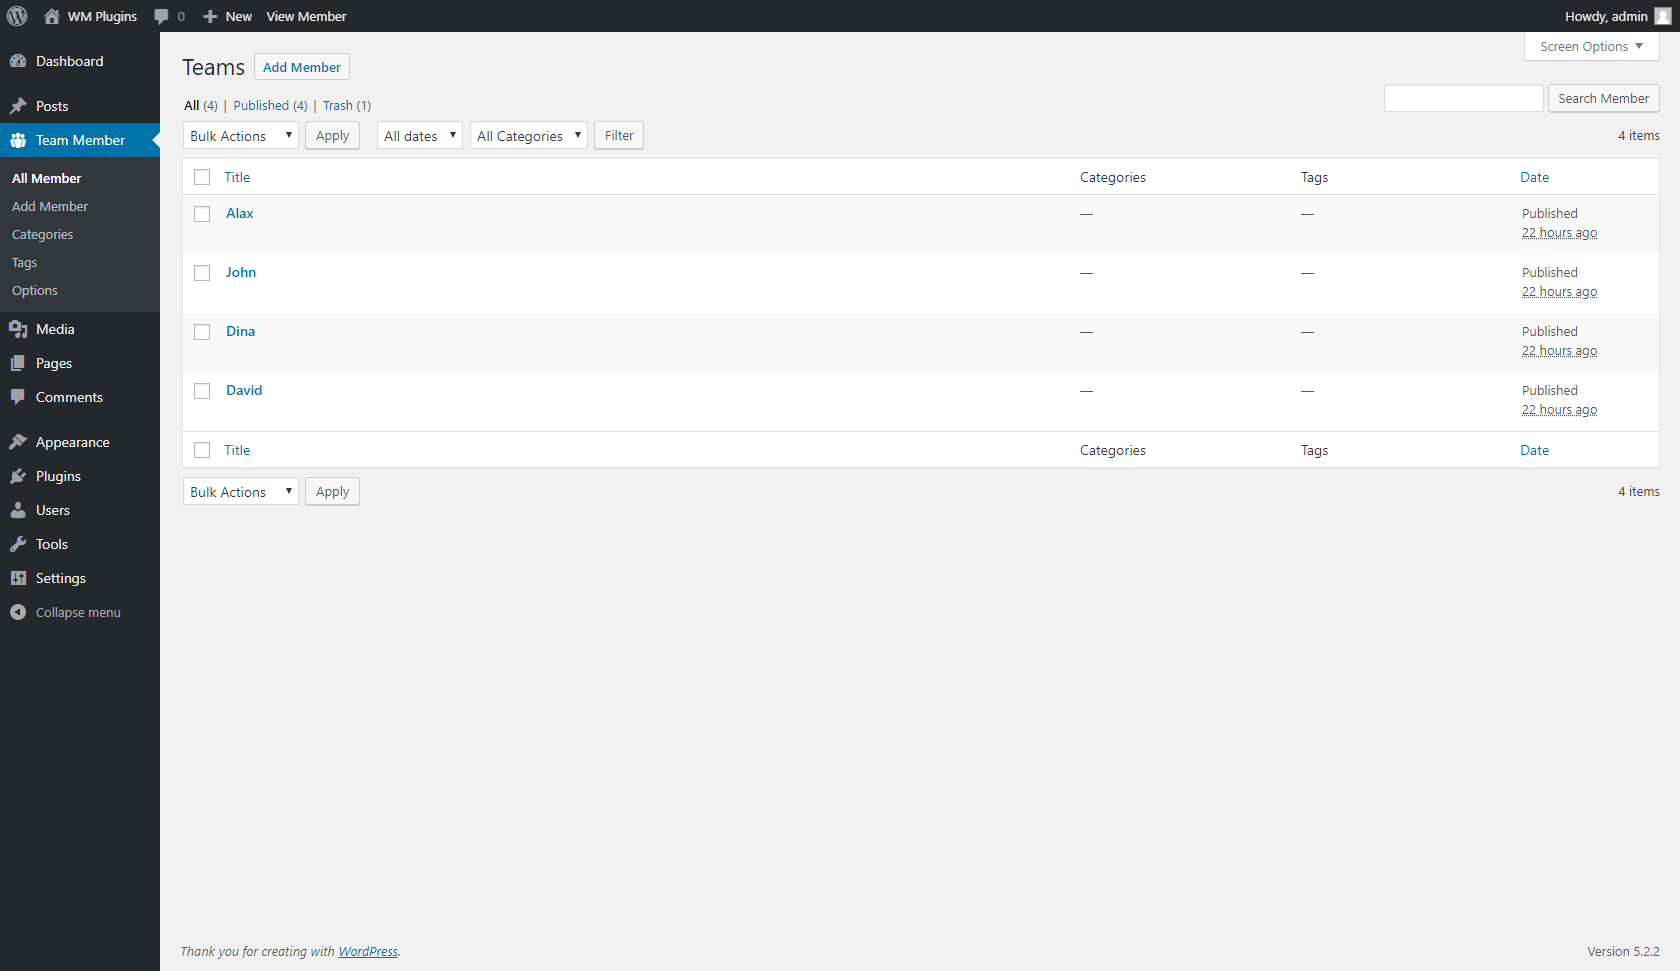 WM Plugins 0 New View Member Howdy, admin
Dashboard
Posts
Team Member
All Member
Add Member
Categories
Tags
Options
Media
Pages
Comments
Appearance
Plugins
Users
Tools
Settings
Collapse menu
Screen Options
Teams Add Member
All (4) | Published (4) | Trash (1)
Search Member
Bulk Actions Apply All dates All Categories Filter 4 items
Title Categories Tags Date
Alax — — Published
22 hours ago
John — — Published
22 hours ago
Dina — — Published
22 hours ago
David — — Published
22 hours ago
Title Categories Tags Date
Bulk Actions Apply 4 items
Thank you for creating with WordPress. Version 5.2.2